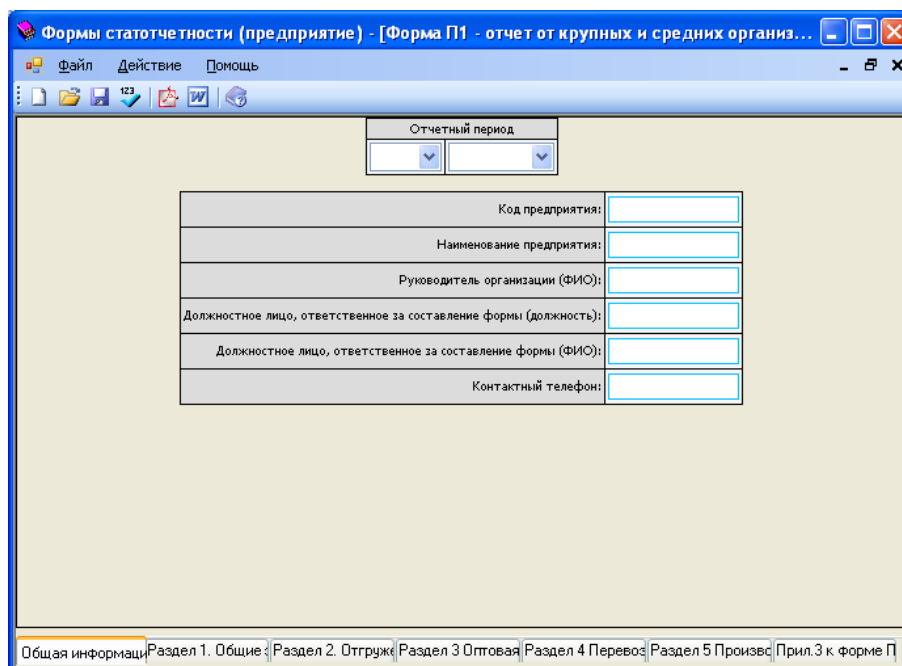 Формы статотчетности (предприятие) - [Форма П1 - отчет от крупных и средних организ...
Файл Действие Помощь
123 W
Отчетный период
Код предприятия:
Наименование предприятия:
Руководитель организации (ФИО):
Должностное лицо, ответственное за составление формы (должность):
Должностное лицо, ответственное за составление формы (ФИО):
Контактный телефон:
Общая информаци Раздел 1. Общие з Раздел 2. Отгруже Раздел 3 Оптовая Раздел 4 Перевоз Раздел 5 Произво Прил.3 к форме П